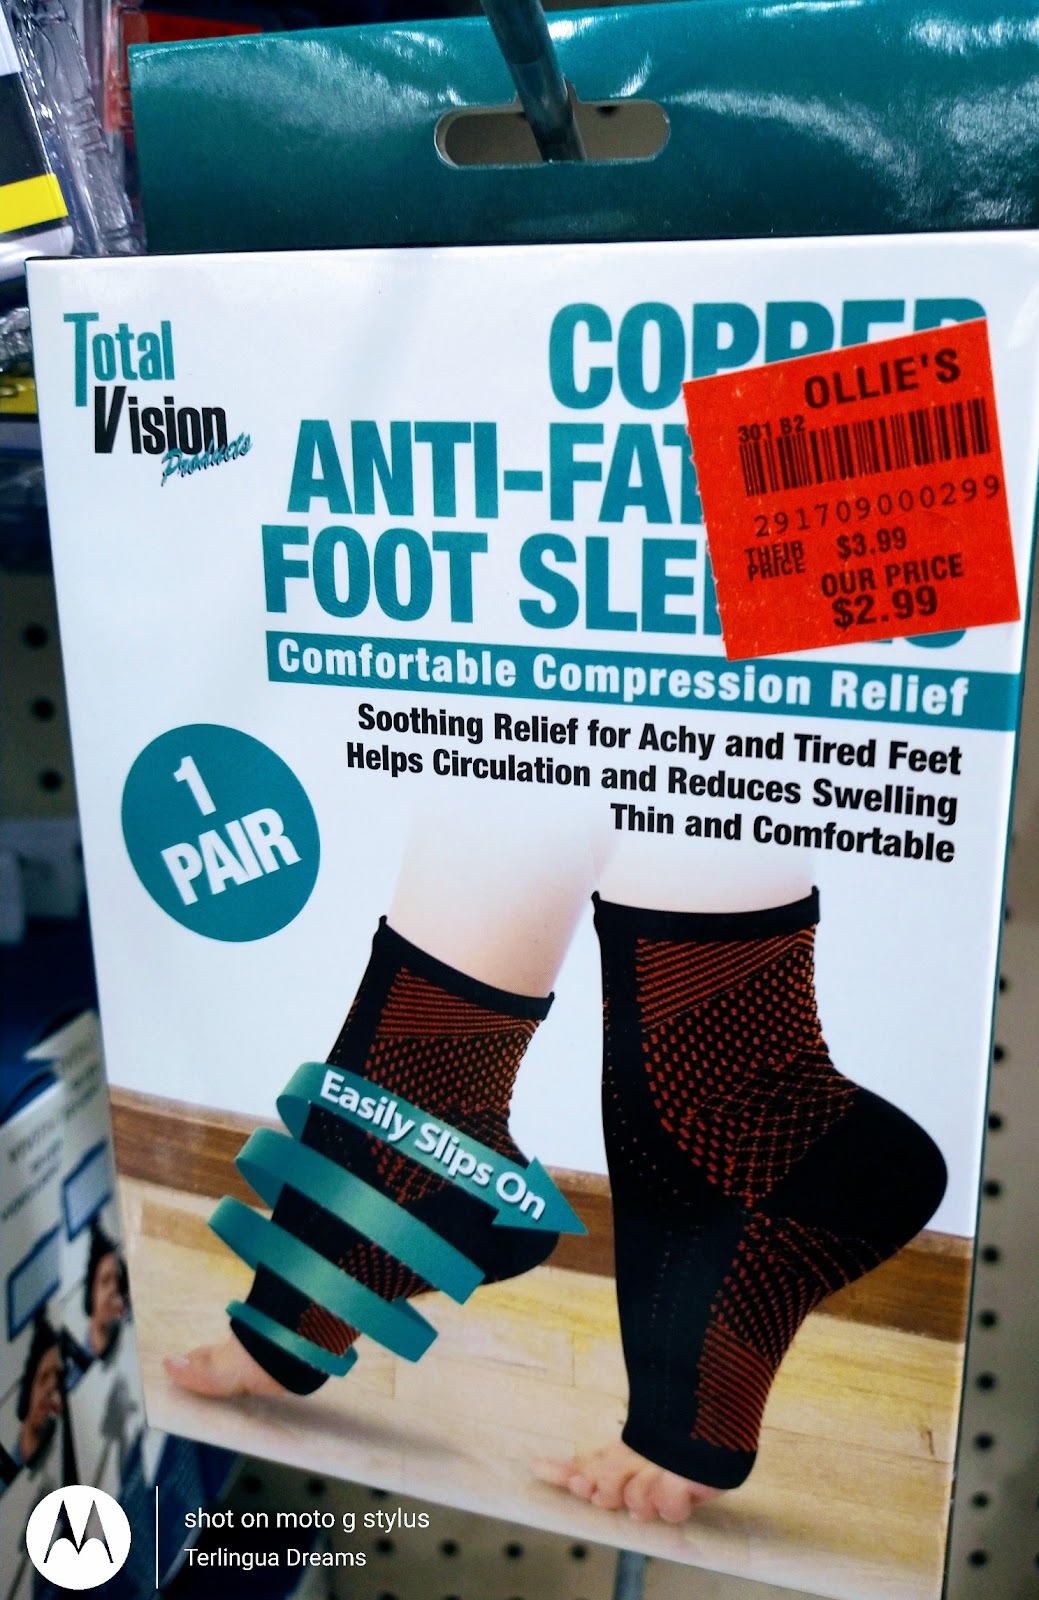 Total
Vision
Products
COPPER
ANTI-FAT
FOOT SLE
OLLIE'S
301 B2
291709000299
THEIR PRICE $3.99
OUR PRICE
$2.99
Comfortable Compression Relief
Soothing Relief for Achy and Tired Feet
Helps Circulation and Reduces Swelling
Thin and Comfortable
1
PAIR
Easily Slips On
shot on moto g stylus
Terlingua Dreams